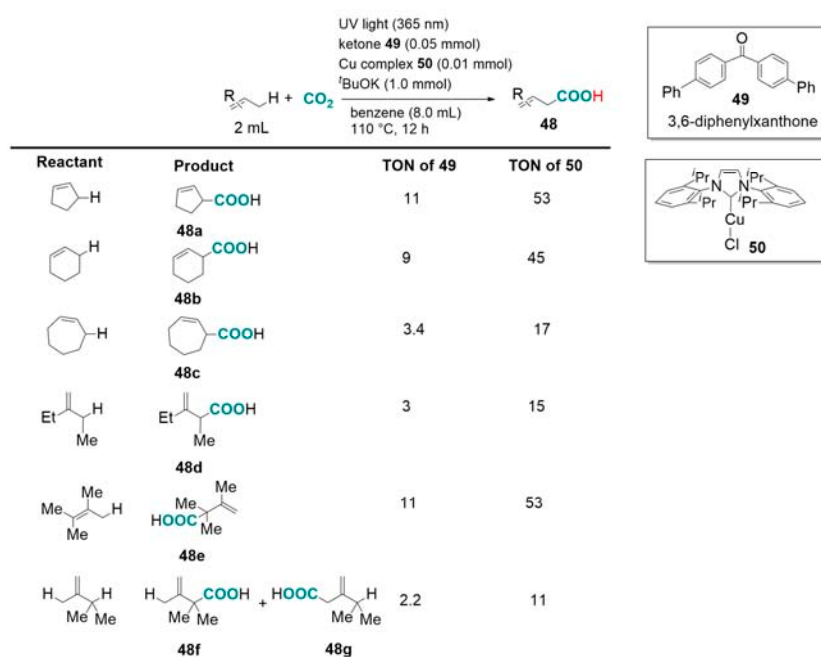 UV light (365 nm)
ketone 49 (0.05 mmol)
Cu complex 50 (0.01 mmol)
ᵗBuOK (1.0 mmol)
R H + CO₂ R COOH
2 mL benzene (8.0 mL) 48
110 °C, 12 h
O
Ph Ph
49
3,6-diphenylxanthone
ⁱPr ⁱPr
N N
ⁱPr ⁱPr
Cu
Cl 50
Reactant Product TON of 49 TON of 50
H COOH 11 53
48a
H COOH 9 45
48b
H COOH 3.4 17
48c
Et H Me Et COOH Me 3 15
48d
Me Me Me H HOOC Me Me Me 11 53
48e
H H Me Me H COOH Me Me + HOOC H Me Me 2.2 11
48f 48g